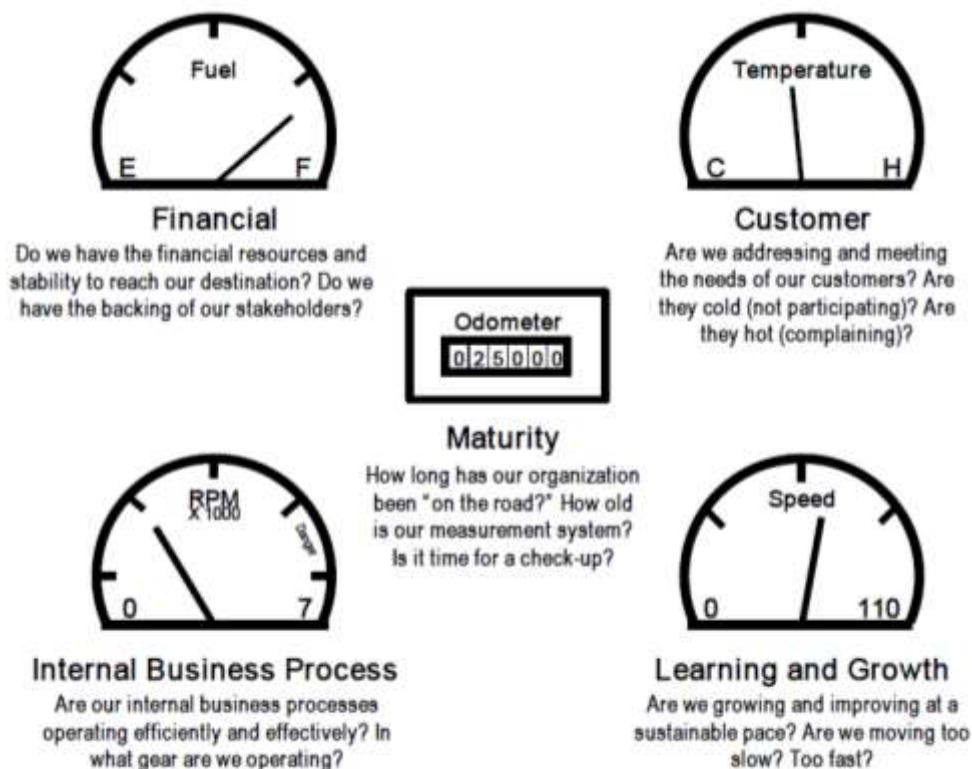 Fuel
E F
Financial
Do we have the financial resources and
stability to reach our destination? Do we
have the backing of our stakeholders?
Temperature
C H
Customer
Are we addressing and meeting
the needs of our customers? Are
they cold (not participating)? Are
they hot (complaining)?
Odometer
025000
Maturity
How long has our organization
been "on the road?" How old
is our measurement system?
Is it time for a check-up?
RPM
X 1000
Danger
0 7
Internal Business Process
Are our internal business processes
operating efficiently and effectively? In
what gear are we operating?
Speed
0 110
Learning and Growth
Are we growing and improving at a
sustainable pace? Are we moving too
slow? Too fast?